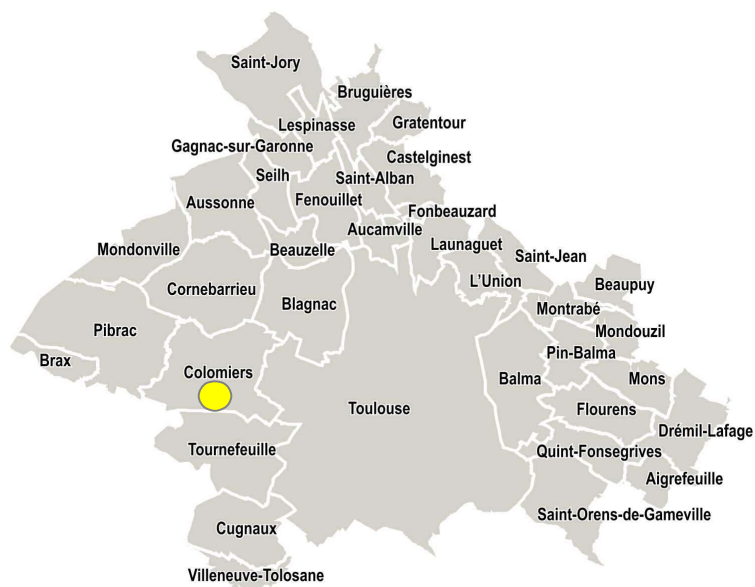 Saint-Jory
Bruguières
Lespinasse
Gratentour
Gagnac-sur-Garonne
Castelginest
Seilh
Saint-Alban
Aussonne
Fenouillet
Fonbeauzard
Aucamville
Mondonville
Beauzelle
Launaguet
Saint-Jean
L'Union
Beaupuy
Cornebarrieu
Blagnac
Montrabé
Pibrac
Mondouzil
Pin-Balma
Brax
Colomiers
Balma
Mons
Toulouse
Flourens
Drémil-Lafage
Tournefeuille
Quint-Fonsegrives
Aigrefeuille
Saint-Orens-de-Gameville
Cugnaux
Villeneuve-Tolosane